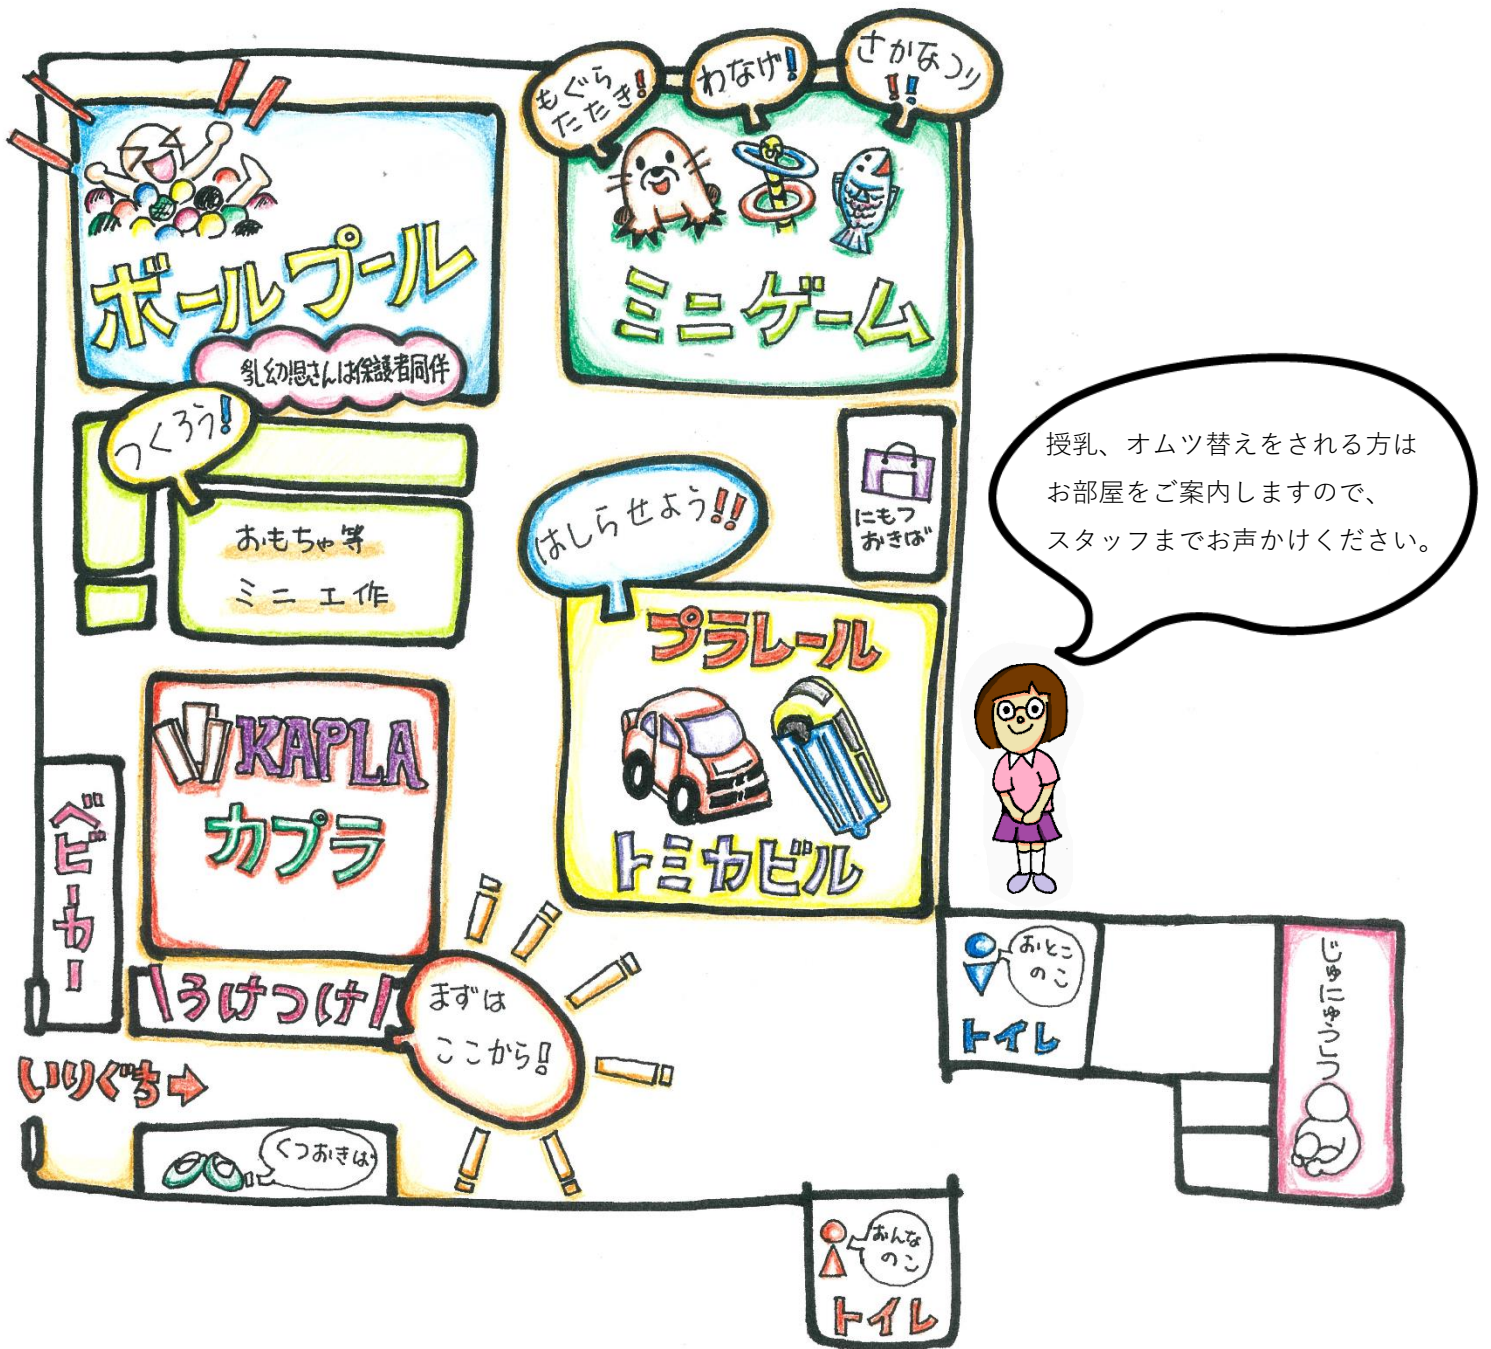 もぐら
たたき!
わなげ!
さかなつり
!!
ボールプール
乳幼児さんは保護者同伴
ミニゲーム
つくろう!
おもちゃ等
ミニ工作
はしらせよう!!
にもつ
おきば
授乳、オムツ替えをされる方は
お部屋をご案内しますので、
スタッフまでお声かけください。
プラレール
トミカビル
KAPLA
カプラ
ベビーカー
\うけつけ/
まずは
ここから!!
いりぐち→
くつおきば
おとこ
のこ
トイレ
じゅにゅうしつ
おんな
のこ
トイレ